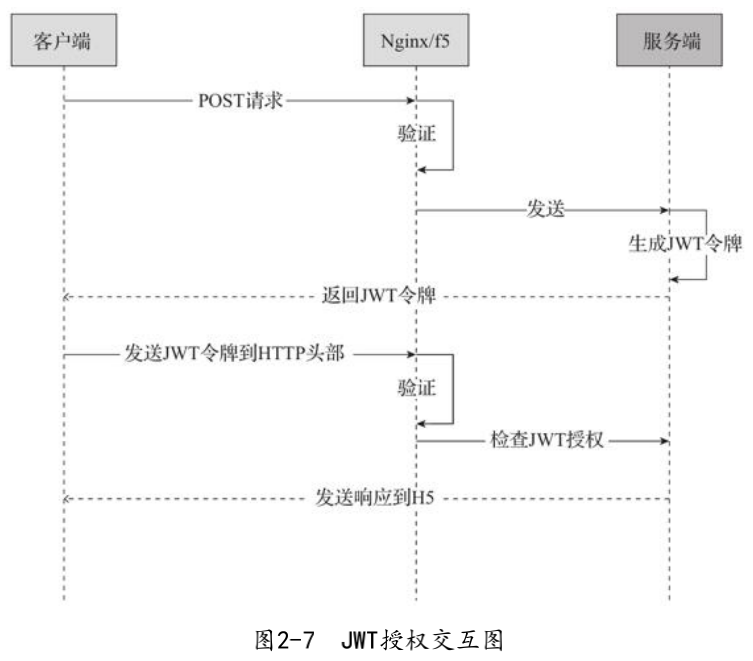 客户端
Nginx/f5
服务端
POST请求
验证
发送
生成JWT令牌
返回JWT令牌
发送JWT令牌到HTTP头部
验证
检查JWT授权
发送响应到H5
图2-7 JWT授权交互图